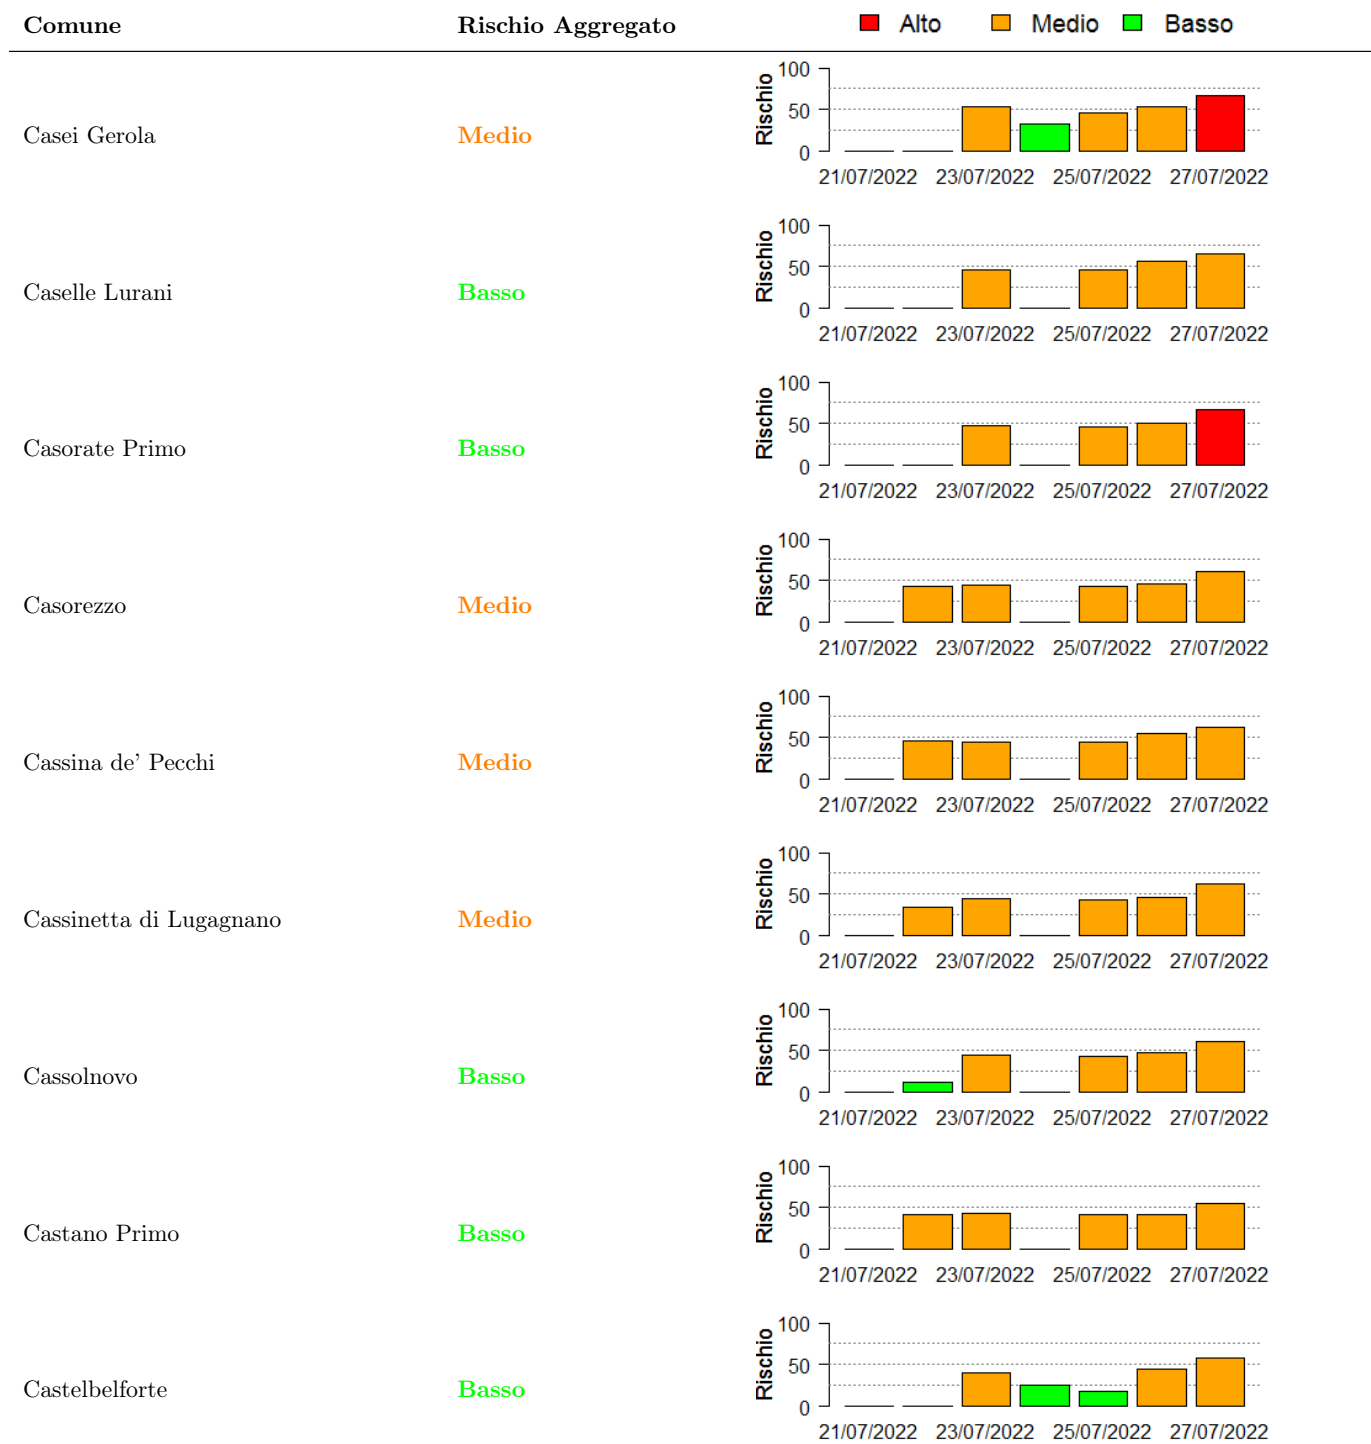 Comune Rischio Aggregato Alto Medio Basso
100
50
0
Rischio
Casei Gerola Medio
21/07/2022 23/07/2022 25/07/2022 27/07/2022
100
50
0
Rischio
Caselle Lurani Basso
21/07/2022 23/07/2022 25/07/2022 27/07/2022
100
50
0
Rischio
Casorate Primo Basso
21/07/2022 23/07/2022 25/07/2022 27/07/2022
100
50
0
Rischio
Casorezzo Medio
21/07/2022 23/07/2022 25/07/2022 27/07/2022
100
50
0
Rischio
Cassina de' Pecchi Medio
21/07/2022 23/07/2022 25/07/2022 27/07/2022
100
50
0
Rischio
Cassinetta di Lugagnano Medio
21/07/2022 23/07/2022 25/07/2022 27/07/2022
100
50
0
Rischio
Cassolnovo Basso
21/07/2022 23/07/2022 25/07/2022 27/07/2022
100
50
0
Rischio
Castano Primo Basso
21/07/2022 23/07/2022 25/07/2022 27/07/2022
100
50
0
Rischio
Castelbelforte Basso
21/07/2022 23/07/2022 25/07/2022 27/07/2022